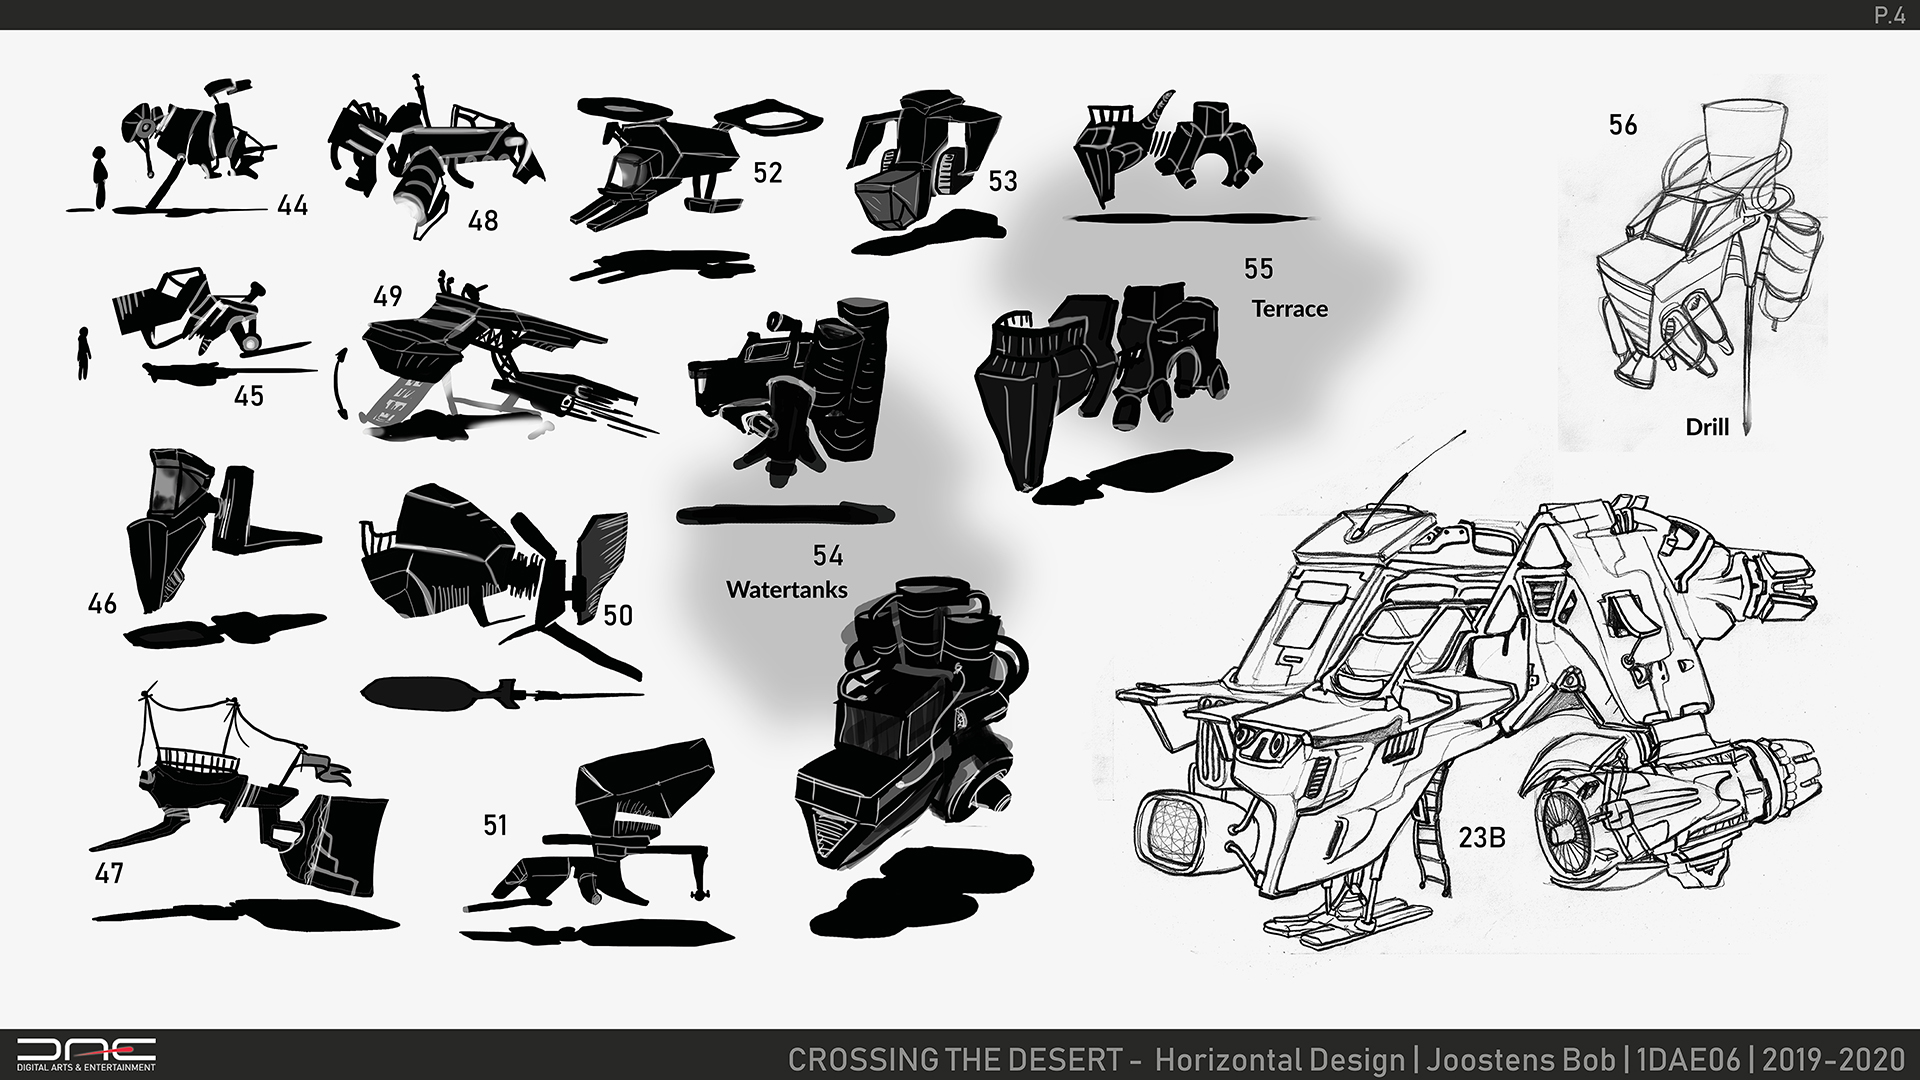 P.4
44
48
52
53
55
Terrace
56
Drill
45
49
54
Watertanks
46
50
47
51
23B
DAE
DIGITAL ARTS & ENTERTAINMENT
CROSSING THE DESERT - Horizontal Design | Joostens Bob | 1DAE06 | 2019-2020